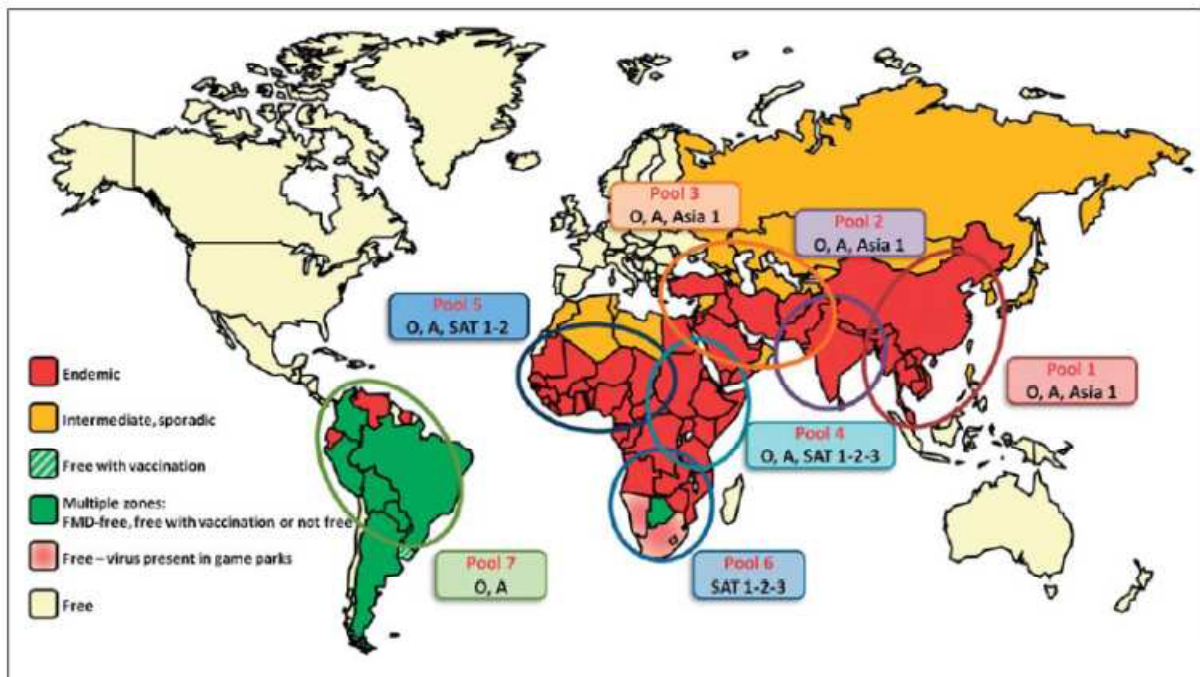 Pool 3
O, A, Asia 1
Pool 2
O, A, Asia 1
Pool 5
O, A, SAT 1-2
Pool 1
O, A, Asia 1
Pool 4
O, A, SAT 1-2-3
Pool 7
O, A
Pool 6
SAT 1-2-3
Endemic
Intermediate, sporadic
Free with vaccination
Multiple zones:
FMD-free, free with vaccination or not free
Free – virus present in game parks
Free